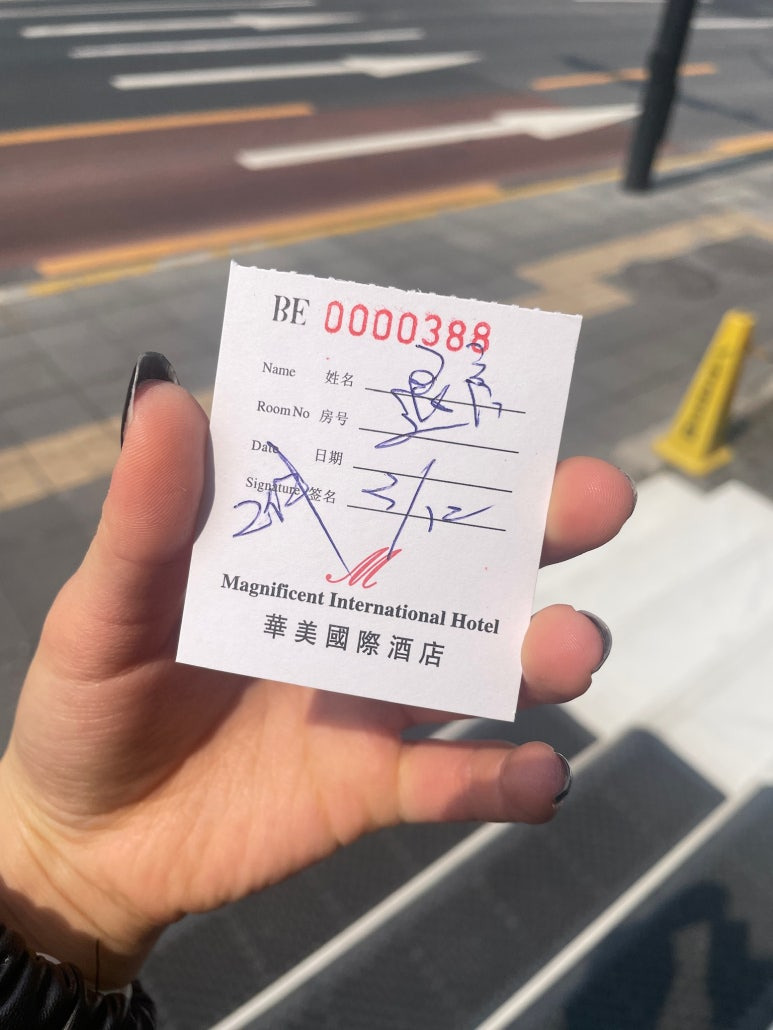 BE 0000388
Name 姓名
Room No 房号
Date 日期
Signature 签名
3/12
M
Magnificent International Hotel
華美國際酒店